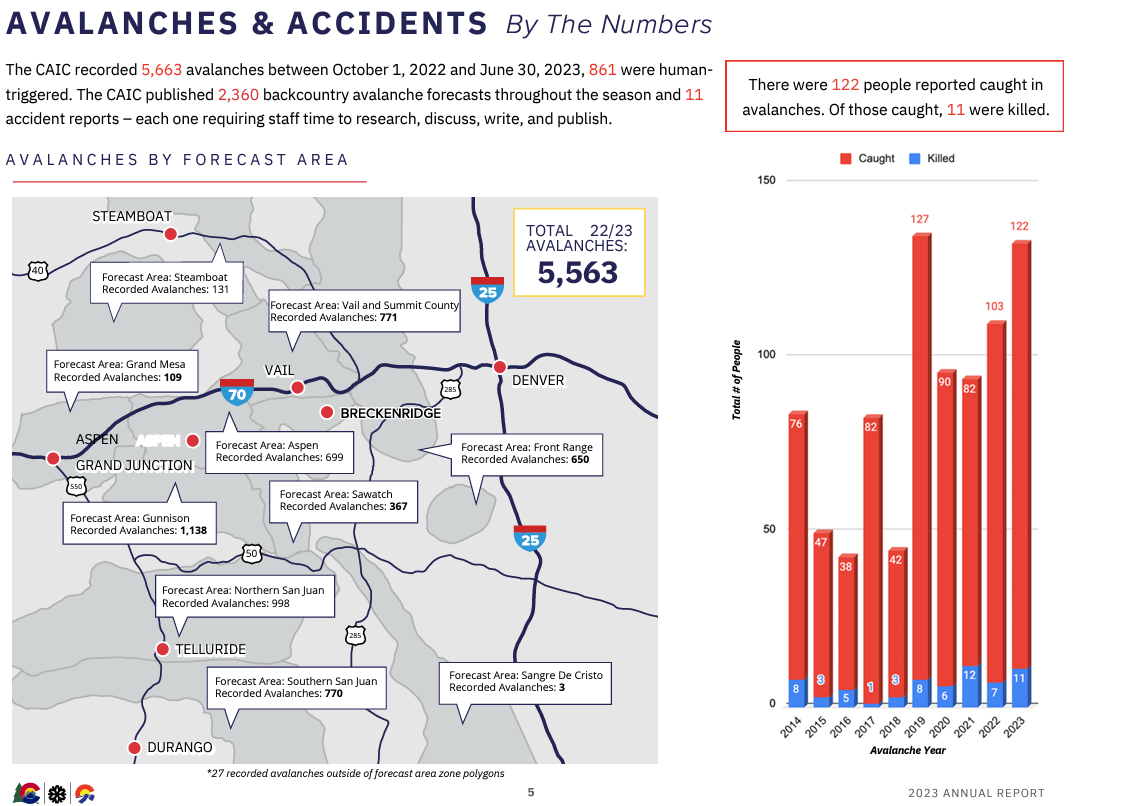 AVALANCHES & ACCIDENTS By The Numbers
The CAIC recorded 5,663 avalanches between October 1, 2022 and June 30, 2023, 861 were human-
triggered. The CAIC published 2,360 backcountry avalanche forecasts throughout the season and 11
accident reports – each one requiring staff time to research, discuss, write, and publish.
There were 122 people reported caught in
avalanches. Of those caught, 11 were killed.
AVALANCHES BY FORECAST AREA
STEAMBOAT
TOTAL 22/23
AVALANCHES:
5,563
40
Forecast Area: Steamboat
Recorded Avalanches: 131
25
Forecast Area: Vail and Summit County
Recorded Avalanches: 771
Forecast Area: Grand Mesa
Recorded Avalanches: 109
VAIL
70
285
DENVER
BRECKENRIDGE
ASPEN ASPEN
GRAND JUNCTION
Forecast Area: Aspen
Recorded Avalanches: 699
Forecast Area: Front Range
Recorded Avalanches: 650
550
Forecast Area: Sawatch
Recorded Avalanches: 367
Forecast Area: Gunnison
Recorded Avalanches: 1,138
25
50
Forecast Area: Northern San Juan
Recorded Avalanches: 998
285
TELLURIDE
Forecast Area: Southern San Juan
Recorded Avalanches: 770
Forecast Area: Sangre De Cristo
Recorded Avalanches: 3
DURANGO
*27 recorded avalanches outside of forecast area zone polygons
Caught Killed
Total # of People
150
100
50
0
76 47 38 82 42 127 90 82 103 122
8 3 5 1 3 8 6 12 7 11
2014 2015 2016 2017 2018 2019 2020 2021 2022 2023
Avalanche Year
5
2023 ANNUAL REPORT